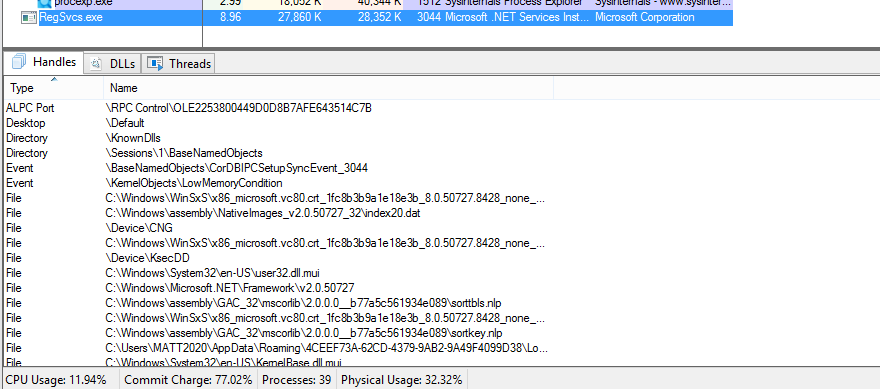 procexp.exe 2.99 18,052 K 40,344 K 1512 Sysinternals Process Explorer Sysinternals - www.sysinter...
RegSvcs.exe 8.96 27,860 K 28,352 K 3044 Microsoft .NET Services Inst... Microsoft Corporation
Handles DLLs Threads
Type Name
ALPC Port \RPC Control\OLE2253800449D0D8B7AFE643514C7B
Desktop \Default
Directory \KnownDlls
Directory \Sessions\1\BaseNamedObjects
Event \BaseNamedObjects\CorDBIPCSetupSyncEvent_3044
Event \KernelObjects\LowMemoryCondition
File C:\Windows\WinSxS\x86_microsoft.vc80.crt_1fc8b3b9a1e18e3b_8.0.50727.8428_none_...
File C:\Windows\assembly\NativeImages_v2.0.50727_32\index20.dat
File \Device\CNG
File C:\Windows\WinSxS\x86_microsoft.vc80.crt_1fc8b3b9a1e18e3b_8.0.50727.8428_none_...
File \Device\KsecDD
File C:\Windows\System32\en-US\user32.dll.mui
File C:\Windows\Microsoft.NET\Framework\v2.0.50727
File C:\Windows\assembly\GAC_32\mscorlib\2.0.0.0__b77a5c561934e089\sorttbls.nlp
File C:\Windows\WinSxS\x86_microsoft.vc80.crt_1fc8b3b9a1e18e3b_8.0.50727.8428_none_...
File C:\Windows\assembly\GAC_32\mscorlib\2.0.0.0__b77a5c561934e089\sortkey.nlp
File C:\Users\MATT2020\AppData\Roaming\4CEEF73A-62CD-4379-9AB2-9A49F4099D38\Lo...
File C:\Windows\System32\en-US\KernelBase.dll.mui
CPU Usage: 11.94% Commit Charge: 77.02% Processes: 39 Physical Usage: 32.32%